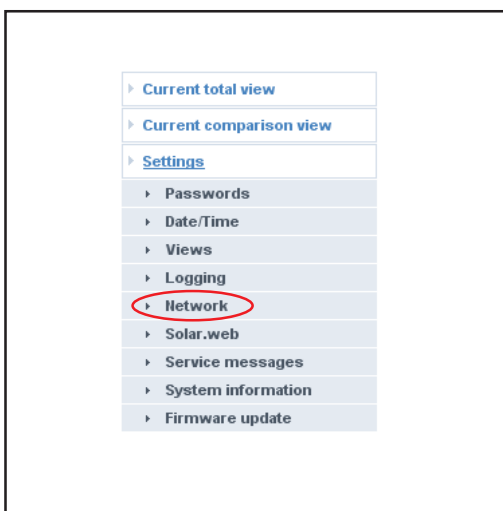 Current total view
Current comparison view
Settings
Passwords
Date/Time
Views
Logging
Network
Solar.web
Service messages
System information
Firmware update